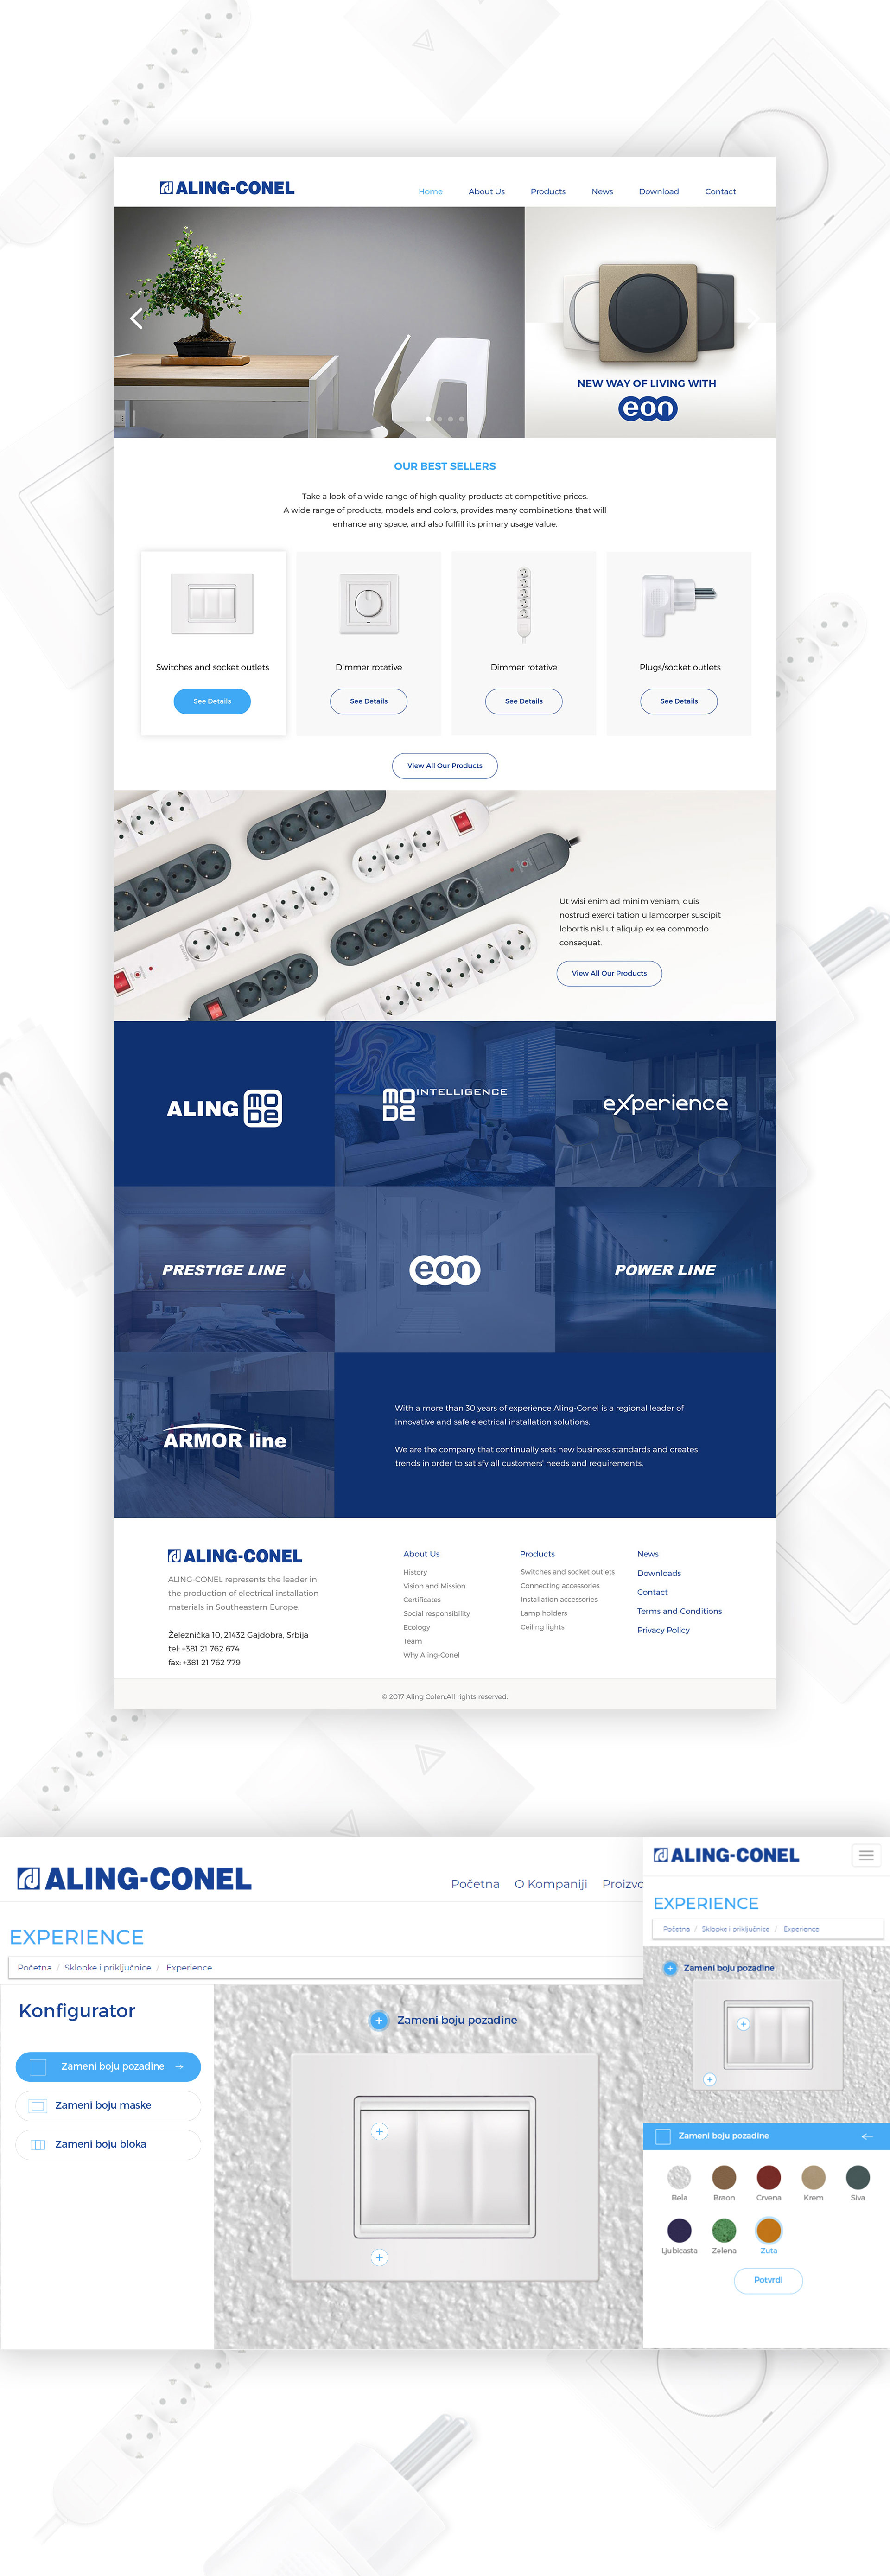 ALING-CONEL
Home About Us Products News Download Contact
NEW WAY OF LIVING WITH
eon
OUR BEST SELLERS
Take a look of a wide range of high quality products at competitive prices.
A wide range of products, models and colors, provides many combinations that will
enhance any space, and also fulfill its primary usage value.
Switches and socket outlets
See Details
Dimmer rotative
See Details
Dimmer rotative
See Details
Plugs/socket outlets
See Details
View All Our Products
Ut wisi enim ad minim veniam, quis
nostrud exerci tation ullamcorper suscipit
lobortis nisl ut aliquip ex ea commodo
consequat.
View All Our Products
ALING MODE
MODE INTELLIGENCE
experience
PRESTIGE LINE
eon
POWER LINE
ARMOR line
With a more than 30 years of experience Aling-Conel is a regional leader of
innovative and safe electrical installation solutions.
We are the company that continually sets new business standards and creates
trends in order to satisfy all customers' needs and requirements.
ALING-CONEL
ALING-CONEL represents the leader in
the production of electrical installation
materials in Southeastern Europe.
Železnička 10, 21432 Gajdobra, Srbija
tel: +381 21 762 674
fax: +381 21 762 779
About Us
History
Vision and Mission
Certificates
Social responsibility
Ecology
Team
Why Aling-Conel
Products
Switches and socket outlets
Connecting accessories
Installation accessories
Lamp holders
Ceiling lights
News
Downloads
Contact
Terms and Conditions
Privacy Policy
© 2017 Aling Colen.All rights reserved.
ALING-CONEL
Početna O Kompaniji Proizvo
EXPERIENCE
Početna / Sklopke i priključnice / Experience
Konfigurator
Zameni boju pozadine
Zameni boju maske
Zameni boju bloka
Zameni boju pozadine
ALING-CONEL
EXPERIENCE
Početna / Sklopke i priključnice / Experience
Zameni boju pozadine
Zameni boju pozadine
Bela Braon Crvena Krem Siva
Ljubicasta Zelena Zuta
Potvrdi